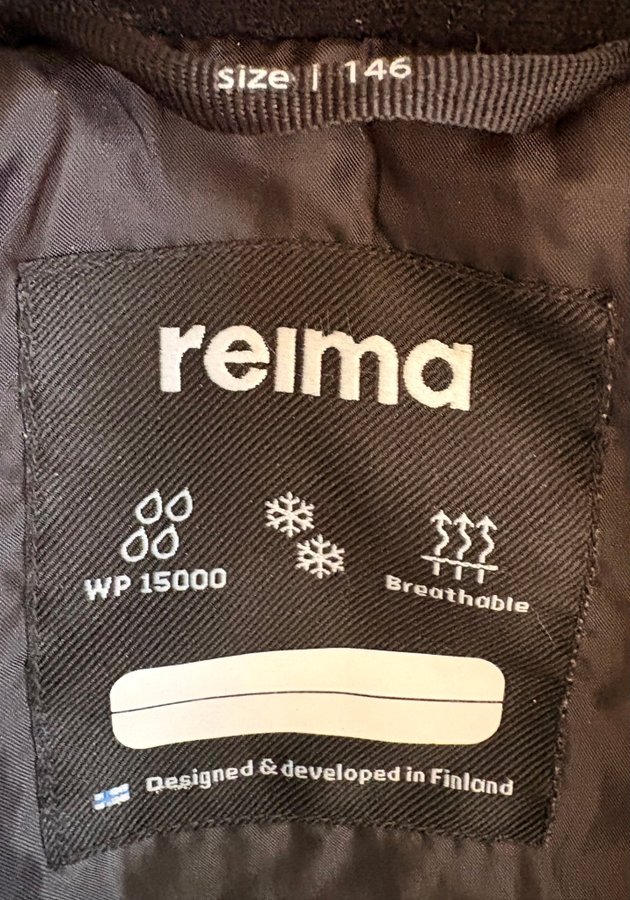 size | 146
reima
WP 15000
Breathable
Designed & developed in Finland